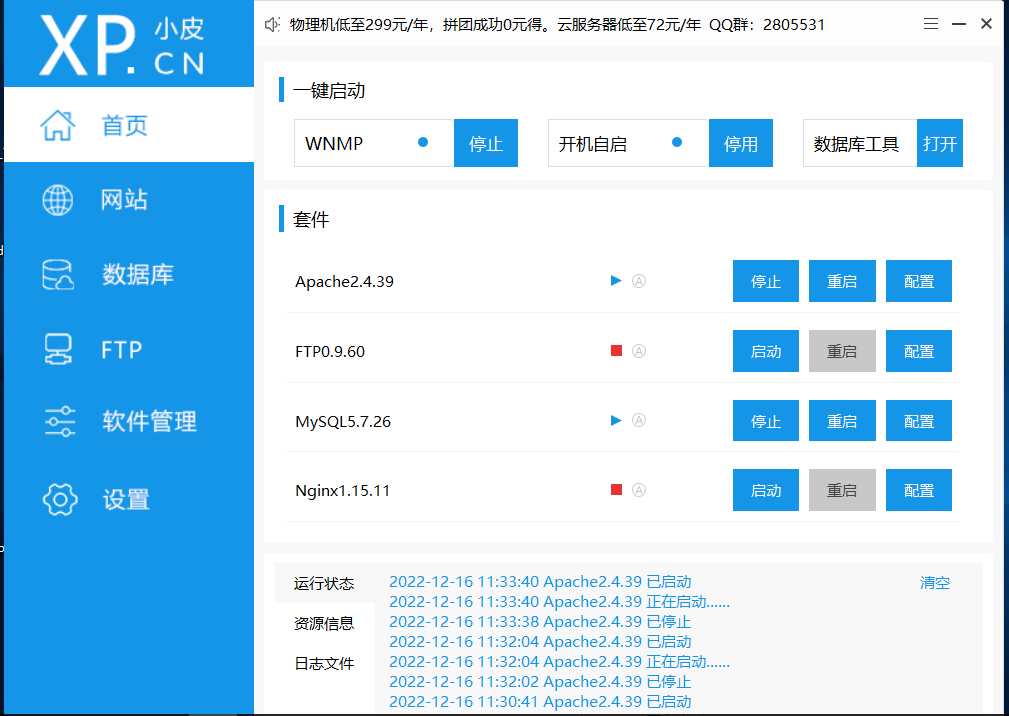 XP. 小皮 CN
物理机低至299元/年，拼团成功0元得。云服务器低至72元/年 QQ群：2805531
首页
网站
数据库
FTP
软件管理
设置
一键启动
WNMP 停止 开机自启 停用 数据库工具 打开
套件
Apache2.4.39 A 停止 重启 配置
FTP0.9.60 A 启动 重启 配置
MySQL5.7.26 A 停止 重启 配置
Nginx1.15.11 A 启动 重启 配置
运行状态
资源信息
日志文件
2022-12-16 11:33:40 Apache2.4.39 已启动
2022-12-16 11:33:40 Apache2.4.39 正在启动......
2022-12-16 11:33:38 Apache2.4.39 已停止
2022-12-16 11:32:04 Apache2.4.39 已启动
2022-12-16 11:32:04 Apache2.4.39 正在启动......
2022-12-16 11:32:02 Apache2.4.39 已停止
2022-12-16 11:30:41 Apache2.4.39 已启动
清空